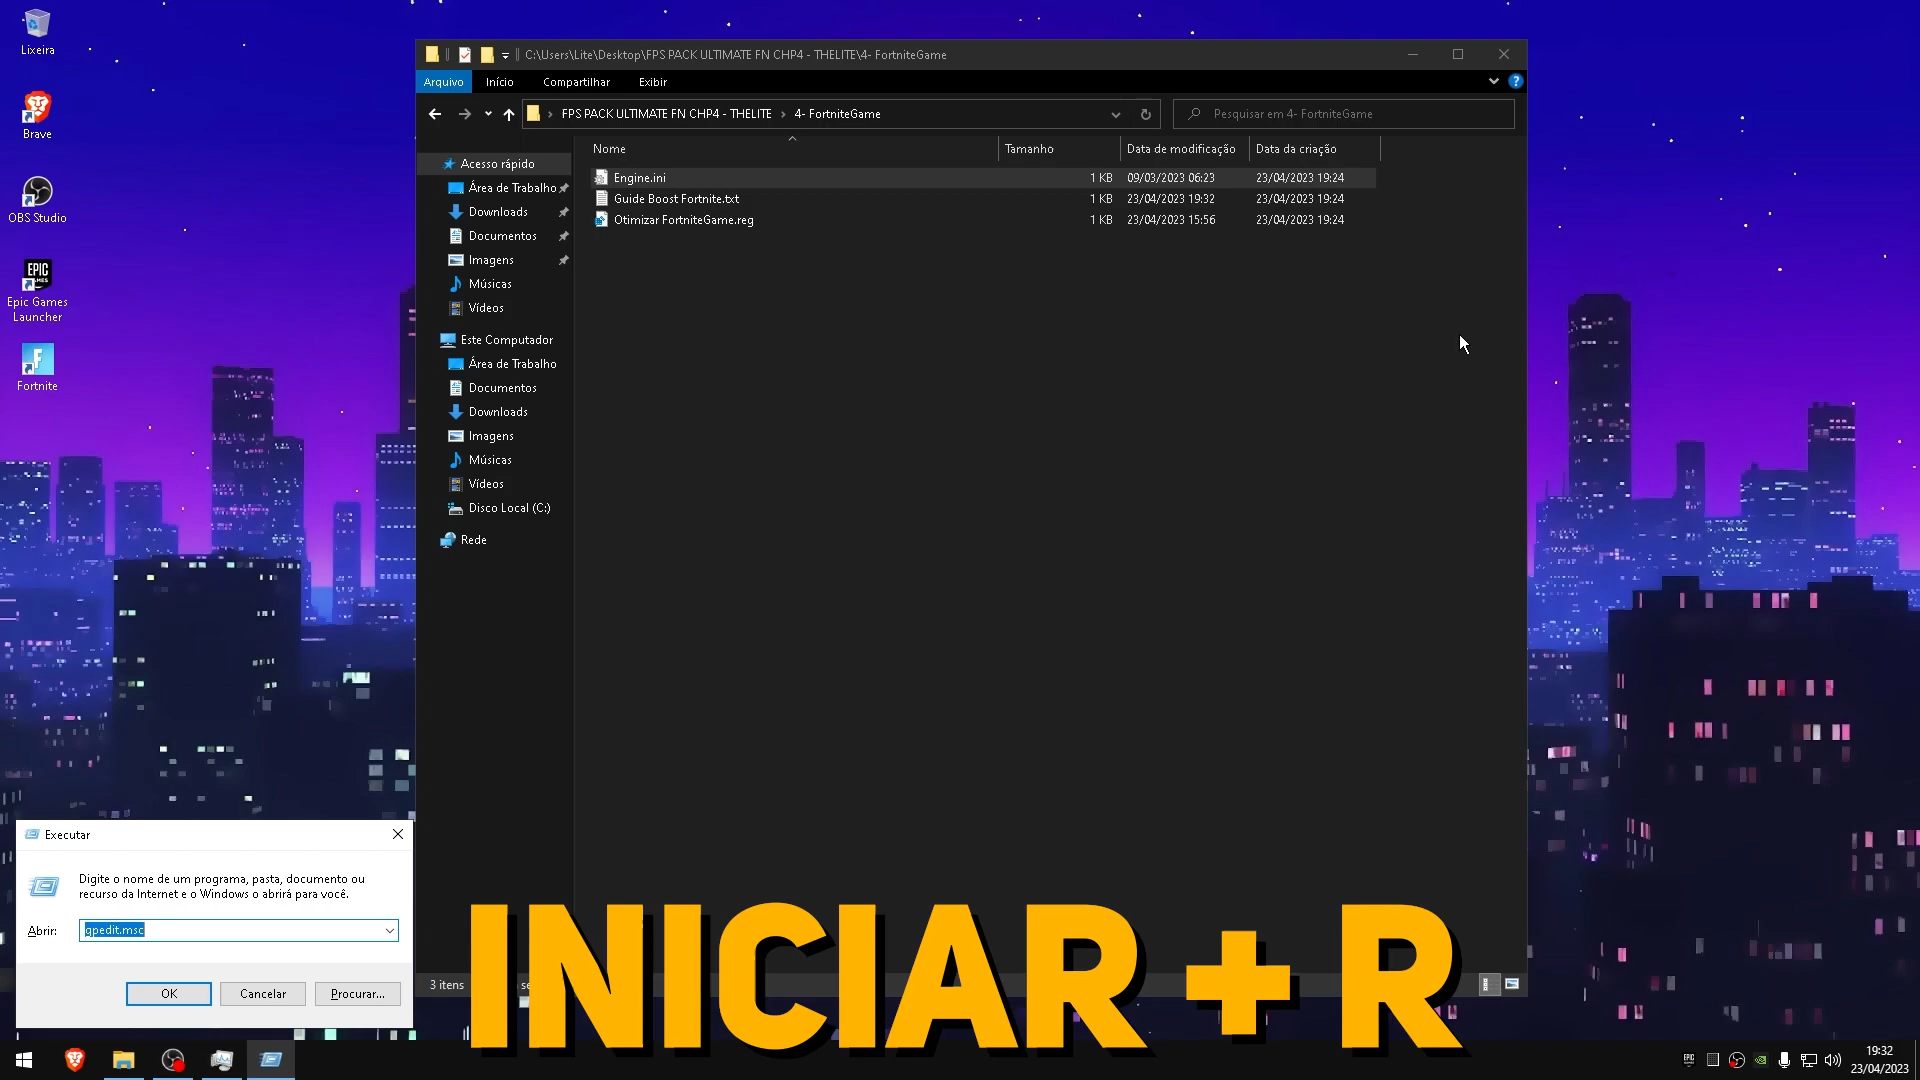 Lixeira
Brave
OBS Studio
EPIC
GAMES
Epic Games
Launcher
Fortnite
C:\Users\Lite\Desktop\FPS PACK ULTIMATE FN CHP4 - THELITE\4- FortniteGame
Arquivo Início Compartilhar Exibir
FPS PACK ULTIMATE FN CHP4 - THELITE > 4- FortniteGame
Pesquisar em 4- FortniteGame
Nome Tamanho Data de modificação Data da criação
Engine.ini 1 KB 09/03/2023 06:23 23/04/2023 19:24
Guide Boost Fortnite.txt 1 KB 23/04/2023 19:32 23/04/2023 19:24
Otimizar FortniteGame.reg 1 KB 23/04/2023 15:56 23/04/2023 19:24
Acesso rápido
Área de Trabalho
Downloads
Documentos
Imagens
Músicas
Vídeos
Este Computador
Área de Trabalho
Documentos
Downloads
Imagens
Músicas
Vídeos
Disco Local (C:)
Rede
3 itens
Executar
Digite o nome de um programa, pasta, documento ou
recurso da Internet e o Windows o abrirá para você.
Abrir: gpedit.msc
OK Cancelar Procurar...
INICIAR + R
19:32
23/04/2023